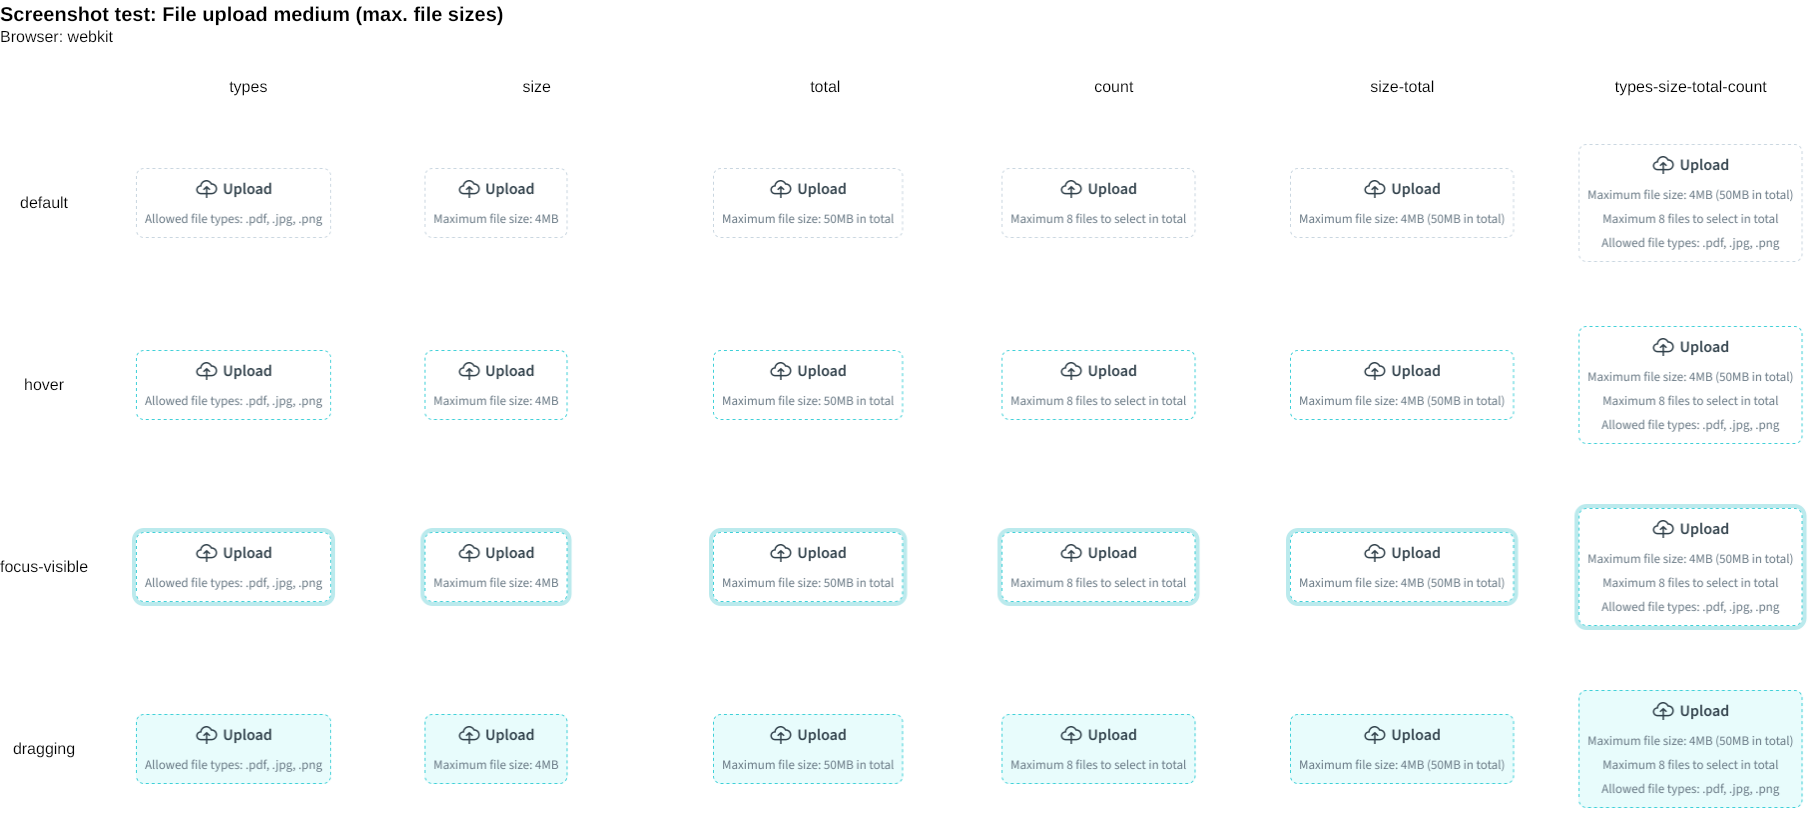 Screenshot test: File upload medium (max. file sizes)
Browser: webkit
types size total count size-total types-size-total-count
default
Upload
Allowed file types: .pdf, .jpg, .png
Upload
Maximum file size: 4MB
Upload
Maximum file size: 50MB in total
Upload
Maximum 8 files to select in total
Upload
Maximum file size: 4MB (50MB in total)
Upload
Maximum file size: 4MB (50MB in total)
Maximum 8 files to select in total
Allowed file types: .pdf, .jpg, .png
hover
Upload
Allowed file types: .pdf, .jpg, .png
Upload
Maximum file size: 4MB
Upload
Maximum file size: 50MB in total
Upload
Maximum 8 files to select in total
Upload
Maximum file size: 4MB (50MB in total)
Upload
Maximum file size: 4MB (50MB in total)
Maximum 8 files to select in total
Allowed file types: .pdf, .jpg, .png
focus-visible
Upload
Allowed file types: .pdf, .jpg, .png
Upload
Maximum file size: 4MB
Upload
Maximum file size: 50MB in total
Upload
Maximum 8 files to select in total
Upload
Maximum file size: 4MB (50MB in total)
Upload
Maximum file size: 4MB (50MB in total)
Maximum 8 files to select in total
Allowed file types: .pdf, .jpg, .png
dragging
Upload
Allowed file types: .pdf, .jpg, .png
Upload
Maximum file size: 4MB
Upload
Maximum file size: 50MB in total
Upload
Maximum 8 files to select in total
Upload
Maximum file size: 4MB (50MB in total)
Upload
Maximum file size: 4MB (50MB in total)
Maximum 8 files to select in total
Allowed file types: .pdf, .jpg, .png